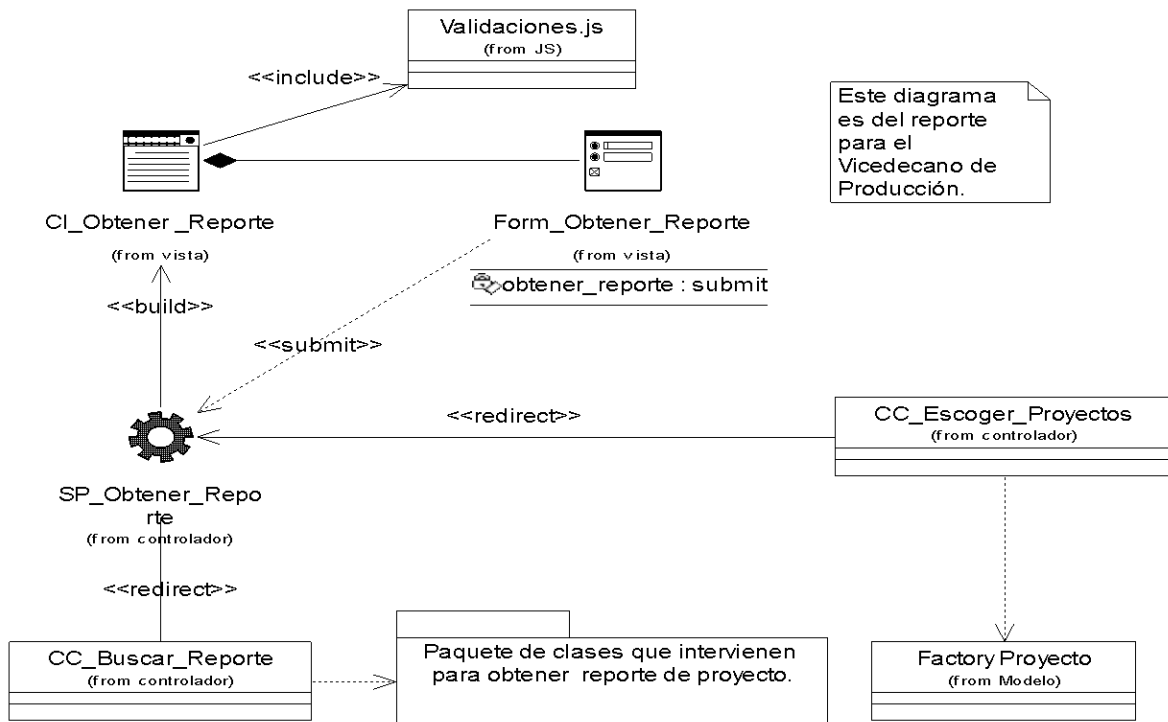 Validaciones.js
(from JS)
<<include>>
Este diagrama
es del reporte
para el
Vicedecano de
Producción.
CI_Obtener _Reporte
(from vista)
Form_Obtener_Reporte
(from vista)
obtener_reporte : submit
<<build>>
<<submit>>
<<redirect>>
CC_Escoger_Proyectos
(from controlador)
SP_Obtener_Repo
rte
(from controlador)
<<redirect>>
CC_Buscar_Reporte
(from controlador)
Paquete de clases que intervienen
para obtener reporte de proyecto.
Factory Proyecto
(from Modelo)